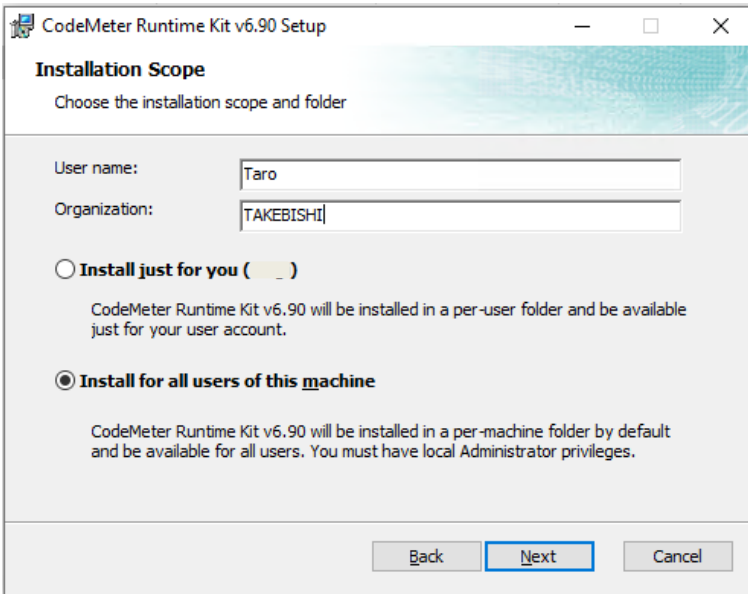 CodeMeter Runtime Kit v6.90 Setup
Installation Scope
Choose the installation scope and folder
User name:
Taro
Organization:
TAKEBISHI
Install just for you ( )
CodeMeter Runtime Kit v6.90 will be installed in a per-user folder and be available
just for your user account.
Install for all users of this machine
CodeMeter Runtime Kit v6.90 will be installed in a per-machine folder by default
and be available for all users. You must have local Administrator privileges.
Back
Next
Cancel